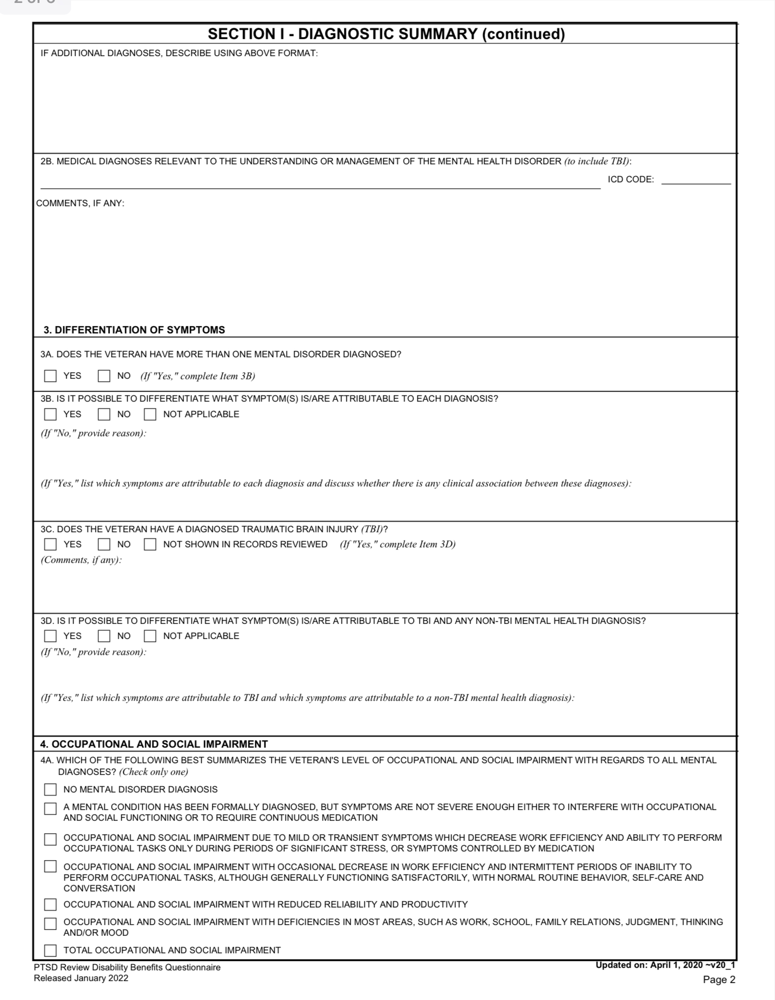 2 of 6
SECTION I - DIAGNOSTIC SUMMARY (continued)
IF ADDITIONAL DIAGNOSES, DESCRIBE USING ABOVE FORMAT:
2B. MEDICAL DIAGNOSES RELEVANT TO THE UNDERSTANDING OR MANAGEMENT OF THE MENTAL HEALTH DISORDER (to include TBI):
ICD CODE:
COMMENTS, IF ANY:
3. DIFFERENTIATION OF SYMPTOMS
3A. DOES THE VETERAN HAVE MORE THAN ONE MENTAL DISORDER DIAGNOSED?
YES NO (If "Yes," complete Item 3B)
3B. IS IT POSSIBLE TO DIFFERENTIATE WHAT SYMPTOM(S) IS/ARE ATTRIBUTABLE TO EACH DIAGNOSIS?
YES NO NOT APPLICABLE
(If "No," provide reason):
(If "Yes," list which symptoms are attributable to each diagnosis and discuss whether there is any clinical association between these diagnoses):
3C. DOES THE VETERAN HAVE A DIAGNOSED TRAUMATIC BRAIN INJURY (TBI)?
YES NO NOT SHOWN IN RECORDS REVIEWED (If "Yes," complete Item 3D)
(Comments, if any):
3D. IS IT POSSIBLE TO DIFFERENTIATE WHAT SYMPTOM(S) IS/ARE ATTRIBUTABLE TO TBI AND ANY NON-TBI MENTAL HEALTH DIAGNOSIS?
YES NO NOT APPLICABLE
(If "No," provide reason):
(If "Yes," list which symptoms are attributable to TBI and which symptoms are attributable to a non-TBI mental health diagnosis):
4. OCCUPATIONAL AND SOCIAL IMPAIRMENT
4A. WHICH OF THE FOLLOWING BEST SUMMARIZES THE VETERAN'S LEVEL OF OCCUPATIONAL AND SOCIAL IMPAIRMENT WITH REGARDS TO ALL MENTAL
DIAGNOSES? (Check only one)
NO MENTAL DISORDER DIAGNOSIS
A MENTAL CONDITION HAS BEEN FORMALLY DIAGNOSED, BUT SYMPTOMS ARE NOT SEVERE ENOUGH EITHER TO INTERFERE WITH OCCUPATIONAL
AND SOCIAL FUNCTIONING OR TO REQUIRE CONTINUOUS MEDICATION
OCCUPATIONAL AND SOCIAL IMPAIRMENT DUE TO MILD OR TRANSIENT SYMPTOMS WHICH DECREASE WORK EFFICIENCY AND ABILITY TO PERFORM
OCCUPATIONAL TASKS ONLY DURING PERIODS OF SIGNIFICANT STRESS, OR SYMPTOMS CONTROLLED BY MEDICATION
OCCUPATIONAL AND SOCIAL IMPAIRMENT WITH OCCASIONAL DECREASE IN WORK EFFICIENCY AND INTERMITTENT PERIODS OF INABILITY TO
PERFORM OCCUPATIONAL TASKS, ALTHOUGH GENERALLY FUNCTIONING SATISFACTORILY, WITH NORMAL ROUTINE BEHAVIOR, SELF-CARE AND
CONVERSATION
OCCUPATIONAL AND SOCIAL IMPAIRMENT WITH REDUCED RELIABILITY AND PRODUCTIVITY
OCCUPATIONAL AND SOCIAL IMPAIRMENT WITH DEFICIENCIES IN MOST AREAS, SUCH AS WORK, SCHOOL, FAMILY RELATIONS, JUDGMENT, THINKING
AND/OR MOOD
TOTAL OCCUPATIONAL AND SOCIAL IMPAIRMENT
PTSD Review Disability Benefits Questionnaire
Released January 2022
Updated on: April 1, 2020 ~v20_1
Page 2